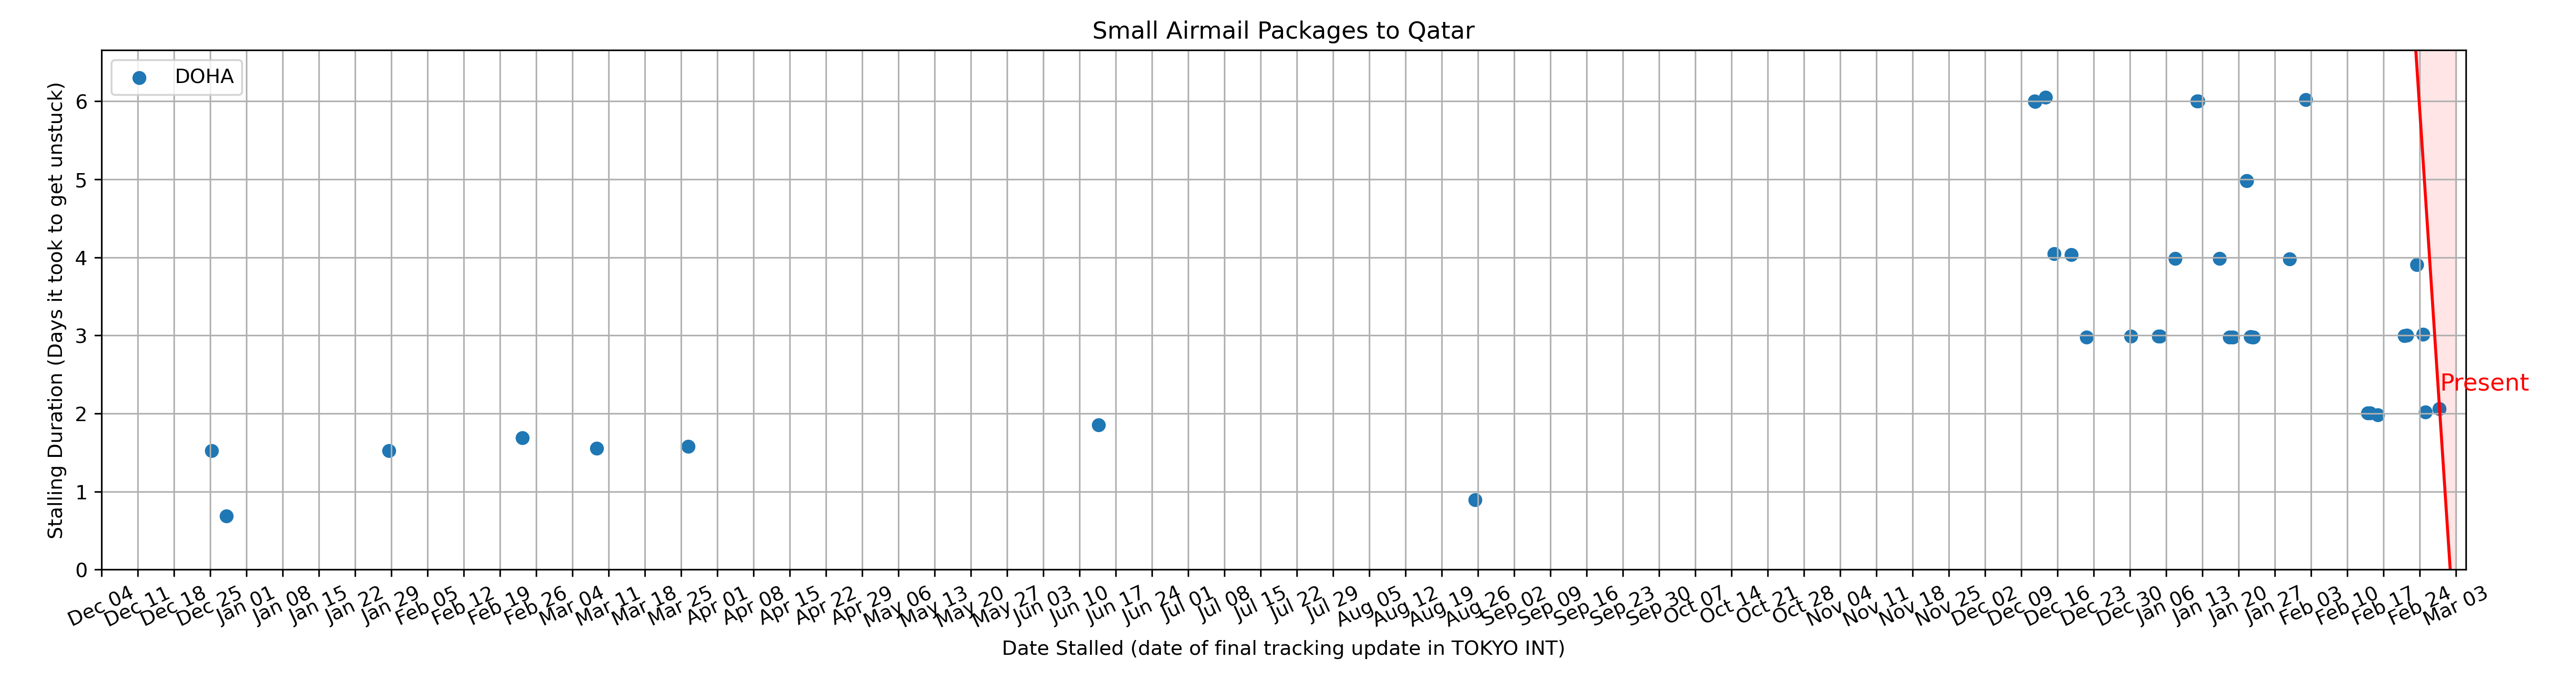 Small Airmail Packages to Qatar
DOHA
Stalling Duration (Days it took to get unstuck)
6
5
4
3
2
1
0
Present
Dec 04
Dec 11
Dec 18
Dec 25
Jan 01
Jan 08
Jan 15
Jan 22
Jan 29
Feb 05
Feb 12
Feb 19
Feb 26
Mar 04
Mar 11
Mar 18
Mar 25
Apr 01
Apr 08
Apr 15
Apr 22
Apr 29
May 06
May 13
May 20
May 27
Jun 03
Jun 10
Jun 17
Jun 24
Jul 01
Jul 08
Jul 15
Jul 22
Jul 29
Aug 05
Aug 12
Aug 19
Aug 26
Sep 02
Sep 09
Sep 16
Sep 23
Sep 30
Oct 07
Oct 14
Oct 21
Oct 28
Nov 04
Nov 11
Nov 18
Nov 25
Dec 02
Dec 09
Dec 16
Dec 23
Dec 30
Jan 06
Jan 13
Jan 20
Jan 27
Feb 03
Feb 10
Feb 17
Feb 24
Mar 03
Date Stalled (date of final tracking update in TOKYO INT)